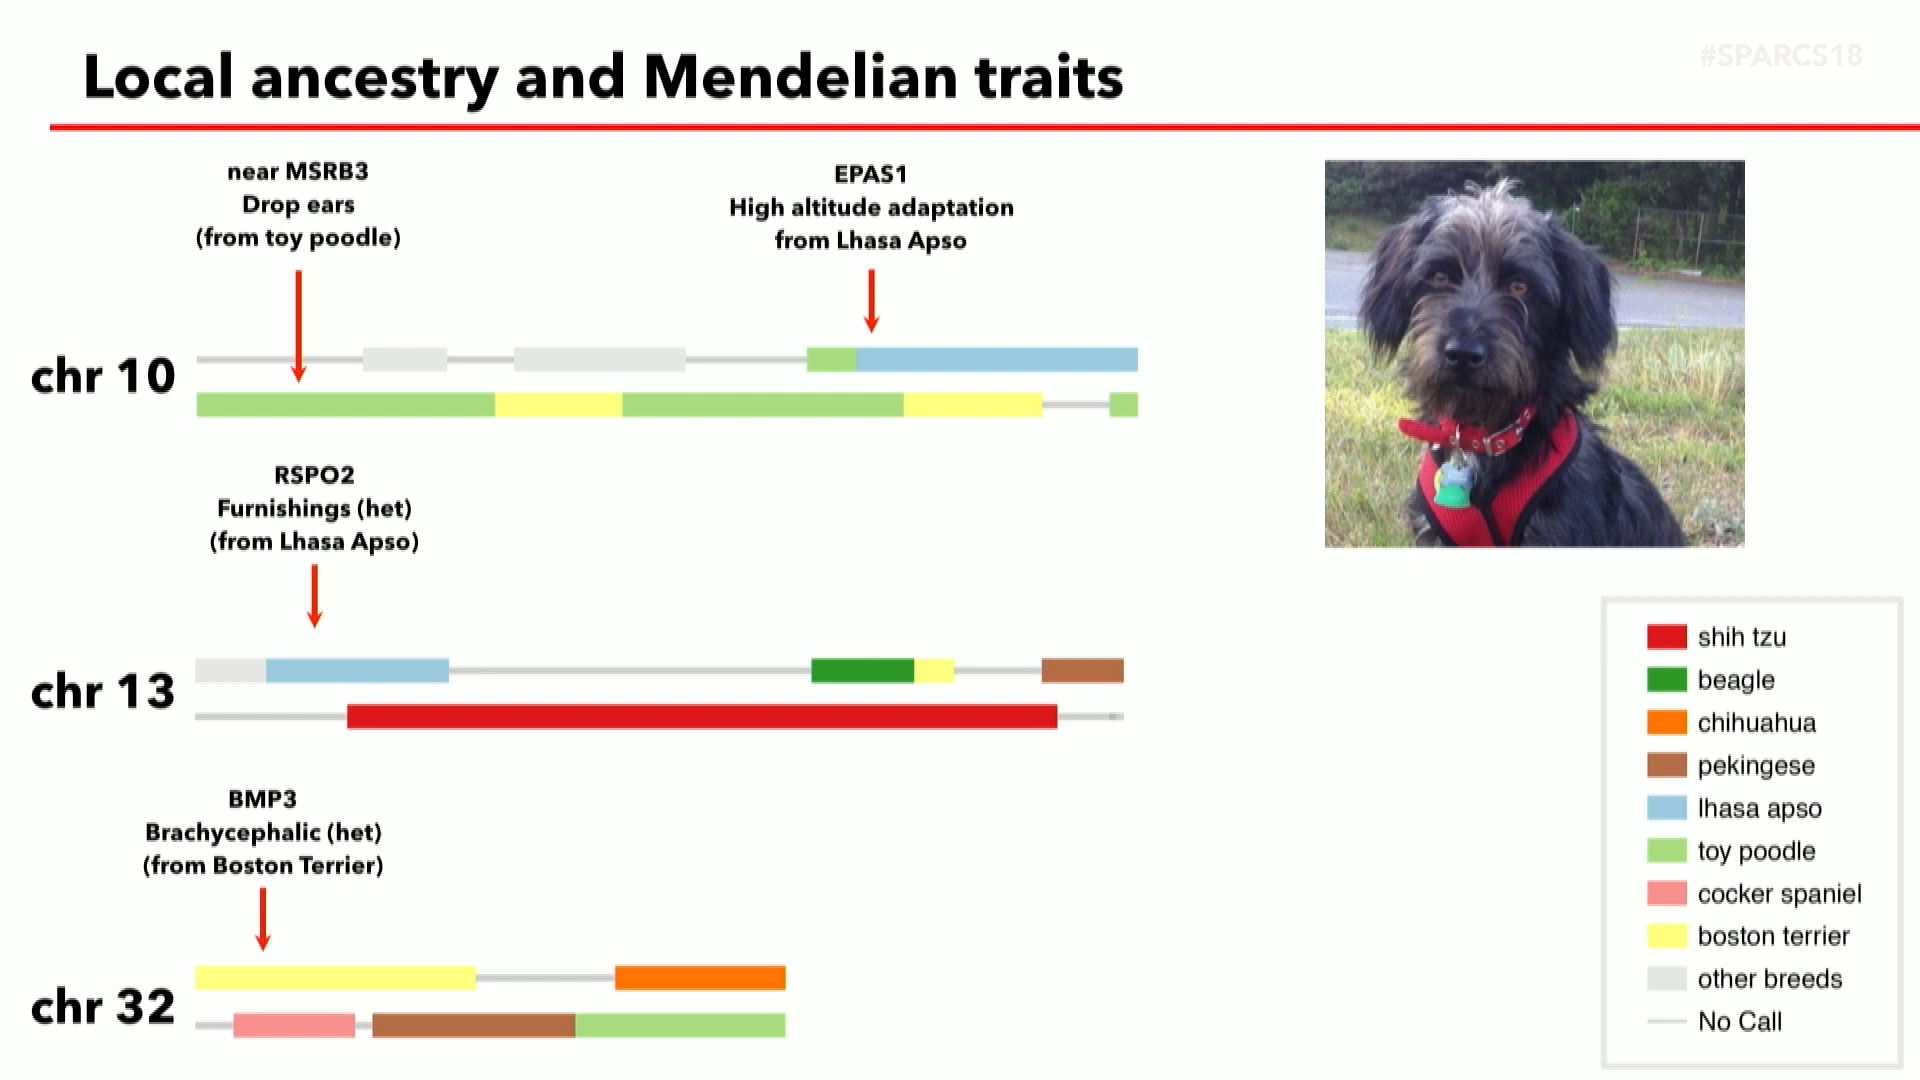 #SPARCS18
Local ancestry and Mendelian traits
near MSRB3
Drop ears
(from toy poodle)
EPAS1
High altitude adaptation
from Lhasa Apso
chr 10
RSPO2
Furnishings (het)
(from Lhasa Apso)
chr 13
BMP3
Brachycephalic (het)
(from Boston Terrier)
chr 32
shih tzu
beagle
chihuahua
pekingese
lhasa apso
toy poodle
cocker spaniel
boston terrier
other breeds
No Call